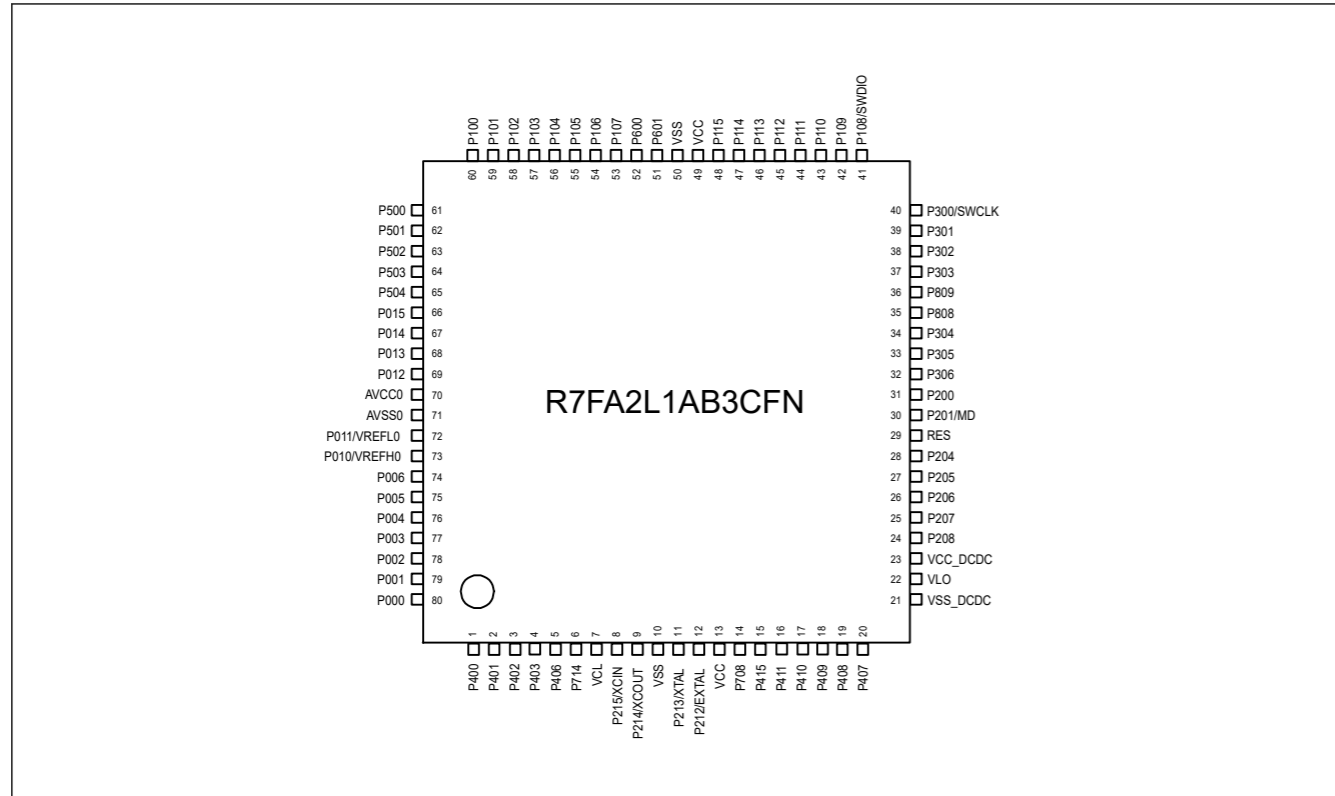 P100 P101 P102 P103 P104 P105 P106 P107 P600 P601 VSS VCC P115 P114 P113 P112 P111 P110 P109 P108/SWDIO
60 59 58 57 56 55 54 53 52 51 50 49 48 47 46 45 44 43 42 41
P500 61 40 P300/SWCLK
P501 62 39 P301
P502 63 38 P302
P503 64 37 P303
P504 65 36 P809
P015 66 35 P808
P014 67 34 P304
P013 68 33 P305
P012 69 32 P306
AVCC0 70 31 P200
R7FA2L1AB3CFN
AVSS0 71 30 P201/MD
P011/VREFL0 72 29 RES
P010/VREFH0 73 28 P204
P006 74 27 P205
P005 75 26 P206
P004 76 25 P207
P003 77 24 P208
P002 78 23 VCC_DCDC
P001 79 22 VLO
P000 80 21 VSS_DCDC
1 2 3 4 5 6 7 8 9 10 11 12 13 14 15 16 17 18 19 20
P400 P401 P402 P403 P406 P714 VCL P215/XCIN P214/XCOUT VSS P213/XTAL P212/EXTAL VCC P708 P415 P411 P410 P409 P408 P407